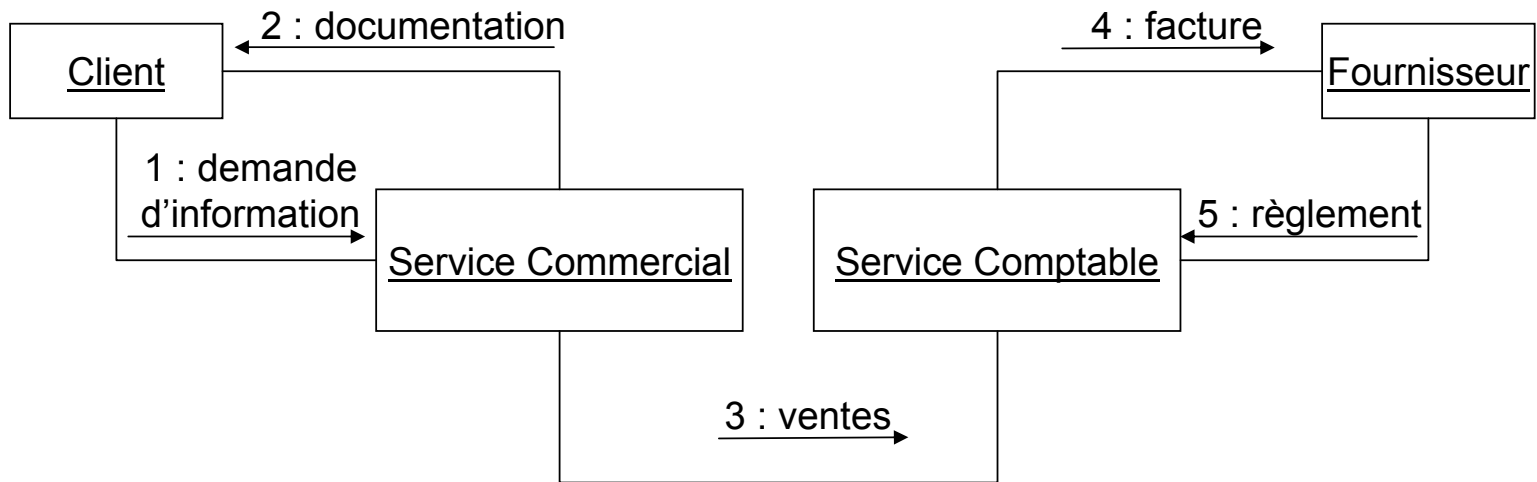 2 : documentation
4 : facture
Client
Fournisseur
1 : demande
d’information
5 : règlement
Service Commercial
Service Comptable
3 : ventes